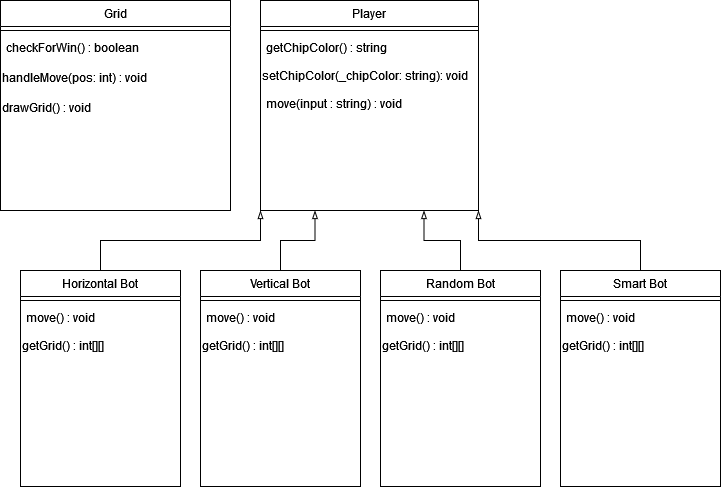 Grid
checkForWin() : boolean
handleMove(pos: int) : void
drawGrid() : void
Player
getChipColor() : string
setChipColor(_chipColor: string): void
move(input : string) : void
Horizontal Bot
move() : void
getGrid() : int[][]
Vertical Bot
move() : void
getGrid() : int[][]
Random Bot
move() : void
getGrid() : int[][]
Smart Bot
move() : void
getGrid() : int[][]